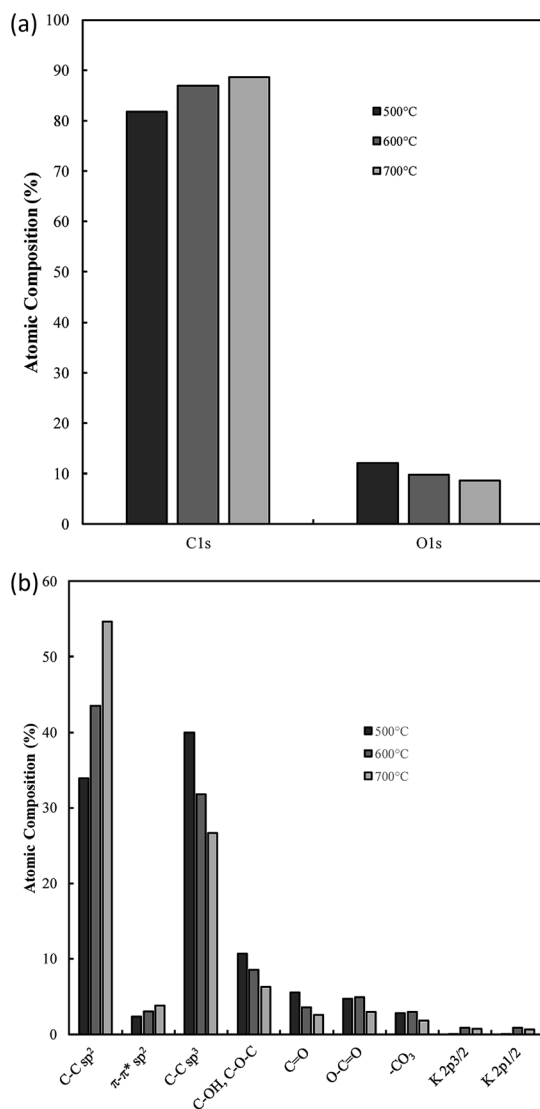 (a)
100
90
80
70
60
50
40
30
20
10
0
Atomic Composition (%)
500°C
600°C
700°C
C1s
O1s
(b)
60
50
40
30
20
10
0
Atomic Composition (%)
500°C
600°C
700°C
C-C sp²
π-π* sp²
C-C sp³
C-OH, C-O-C
C=O
O-C=O
-CO₃
K 2p3/2
K 2p1/2